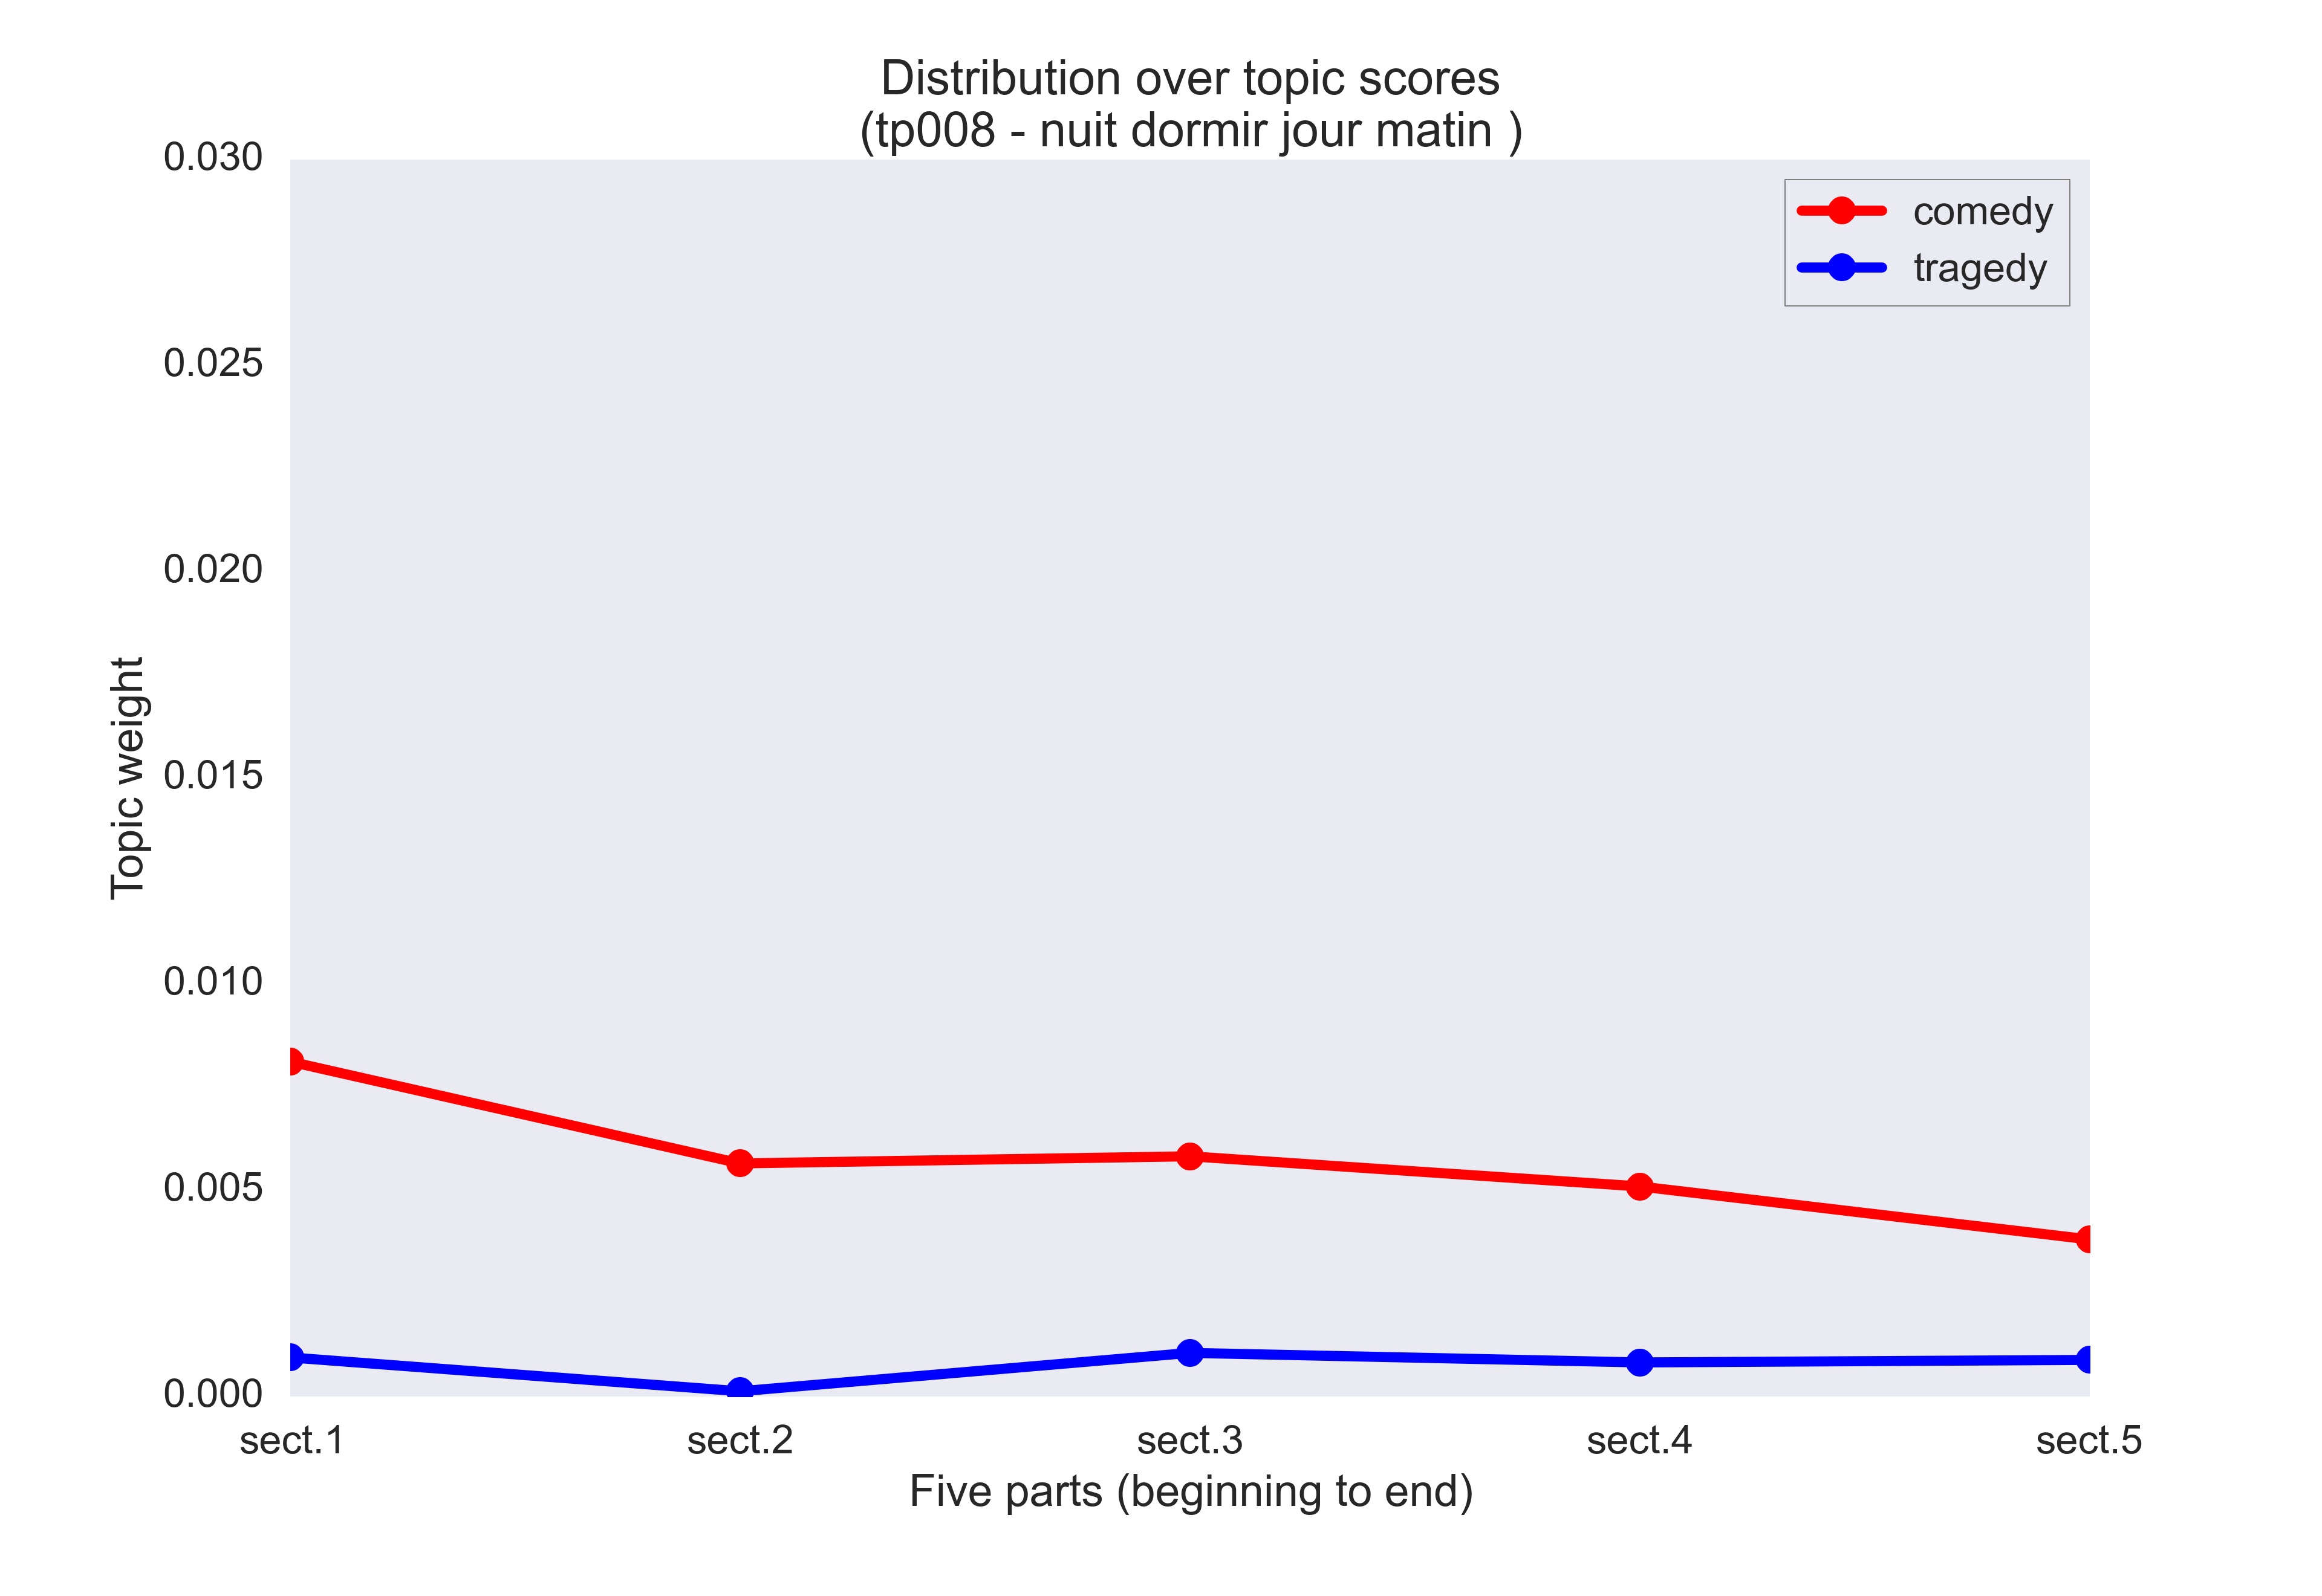 Distribution over topic scores
(tp008 - nuit dormir jour matin )
0.030
0.025
0.020
0.015
0.010
0.005
0.000
Topic weight
comedy
tragedy
sect.1 sect.2 sect.3 sect.4 sect.5
Five parts (beginning to end)